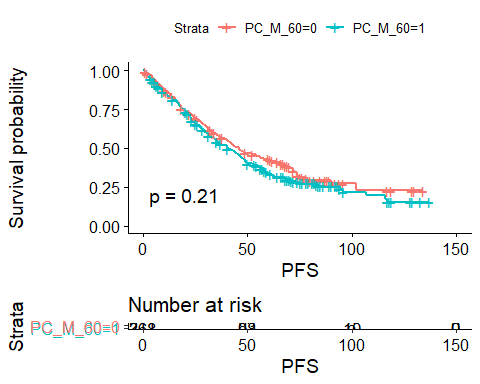 Strata PC_M_60=0 PC_M_60=1
Survival probability
1.00
0.75
0.50
0.25
0.00
p = 0.21
0 50 100 150
PFS
Number at risk
Strata
0 50 100 150
PFS